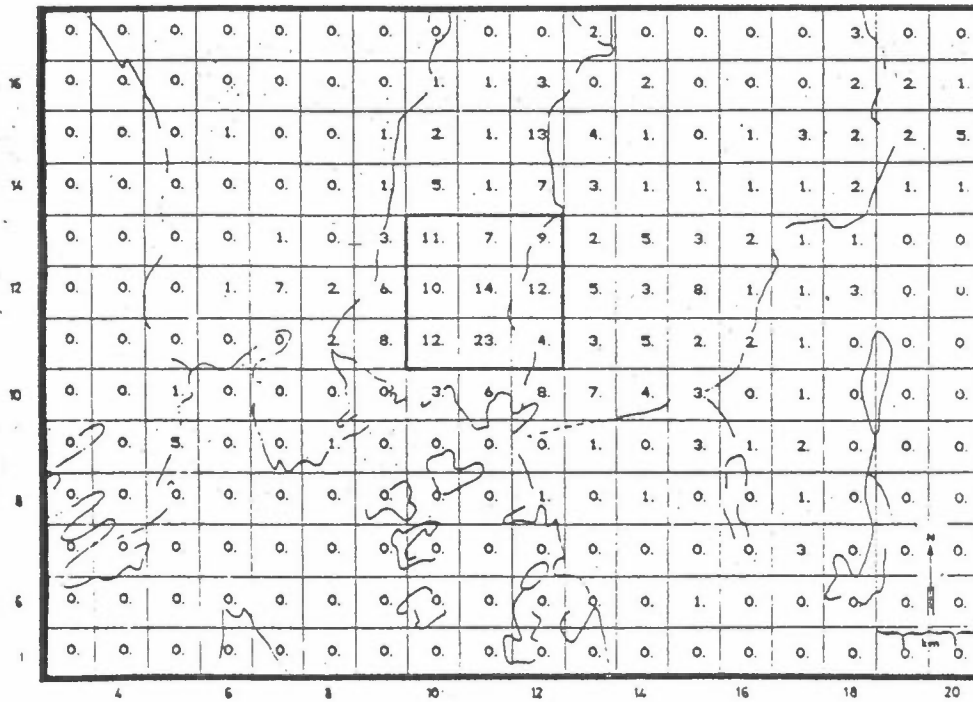 0. 0. 0. 0. 0. 0. 0. 0. 0. 0. 2. 0. 0. 0. 0. 3. 0. 0.
16 0. 0. 0. 0. 0. 0. 0. 1. 1. 3. 0. 2. 0. 0. 0. 2. 2. 1.
0. 0. 0. 1. 0. 0. 1. 2. 1. 13. 4. 1. 0. 1. 3. 2. 2. 5.
14 0. 0. 0. 0. 0. 0. 1. 5. 1. 7. 3. 1. 1. 1. 1. 2. 1. 1.
0. 0. 0. 0. 1. 0. 3. 11. 7. 9. 2. 5. 3. 2. 1. 1. 0. 0.
12 0. 0. 0. 1. 7. 2. 6. 10. 14. 12. 5. 3. 8. 1. 1. 3. 0. 0.
0. 0. 0. 0. 0. 2. 8. 12. 23. 4. 3. 5. 2. 2. 1. 0. 0. 0.
10 0. 0. 1. 0. 0. 0. 0. 3. 6. 8. 7. 4. 3. 0. 1. 0. 0. 0.
0. 0. 5. 0. 0. 1. 0. 0. 0. 0. 1. 0. 3. 1. 2. 0. 0. 0.
8 0. 0. 0. 0. 0. 0. 0. 0. 0. 1. 0. 1. 0. 0. 1. 0. 0. 0.
0. 0. 0. 0. 0. 0. 0. 0. 0. 0. 0. 0. 0. 0. 3. 0. 0. 0.
N
6 0. 0. 0. 0. 0. 0. 0. 0. 0. 0. 0. 0. 1. 0. 0. 0. 0. 0.
km
1 0. 0. 0. 0. 0. 0. 0. 0. 0. 0. 0. 0. 0. 0. 0. 0. 0. 0.
4 6 8 10 12 14 16 18 20